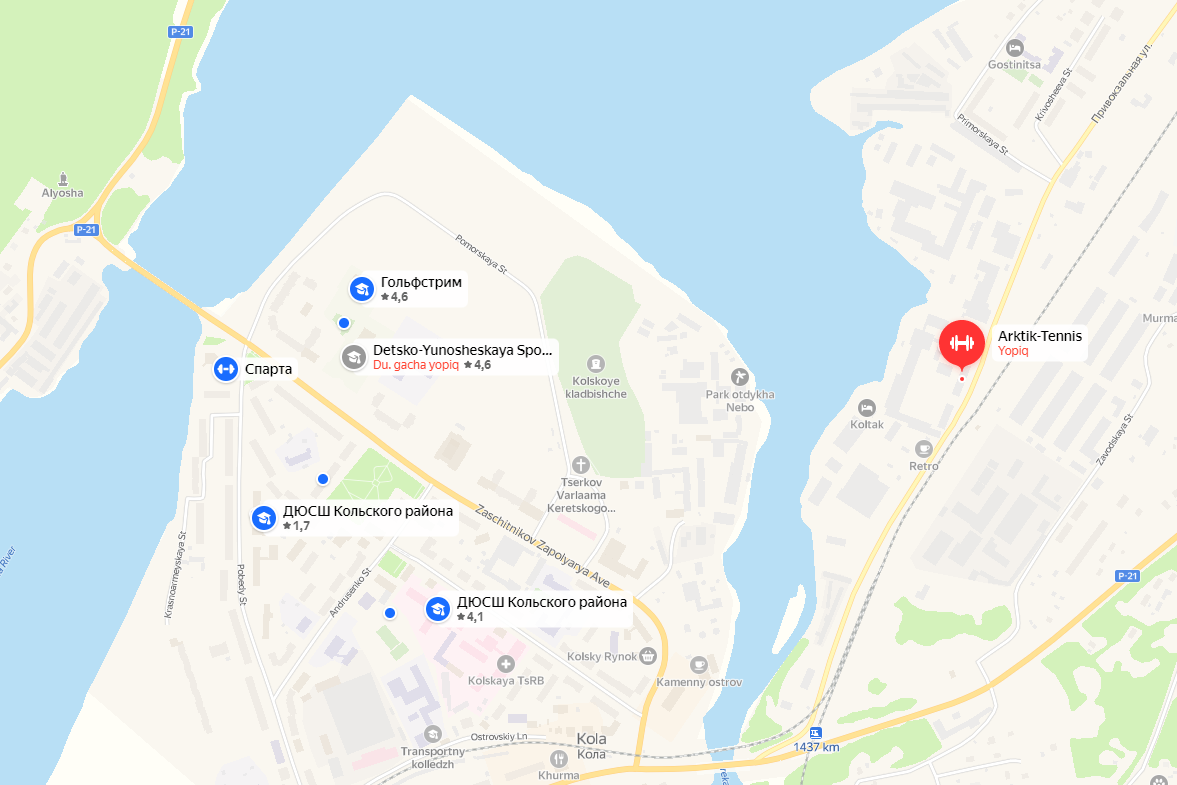 P-21
Gostinitsa
Krivosheeva St
Привокзальная ул.
Primorskaya St
Alyosha
P-21
Pomorskaya St
Гольфстрим
4,6
Detsko-Yunosheskaya Spo...
Du. gacha yopiq 4,6
Спарта
Kolskoye
kladbishche
Park otdykha
Nebo
Arktik-Tennis
Yopiq
Murma
Koltak
Retro
Zavodskaya St
Tserkov
Varlaama
Keretskogo...
ДЮСШ Кольского района
1,7
Zaschitnikov Zapolyarya Ave
Krasnoarmeyskaya St
Pobedy St
Andrusenko St
a River
P-21
ДЮСШ Кольского района
4,1
Kolsky Rynok
Kamenny ostrov
Kolskaya TsRB
Transportny
kolledzh
Ostrovskiy Ln
Kola
Кола
Khurma
1437 km
reka